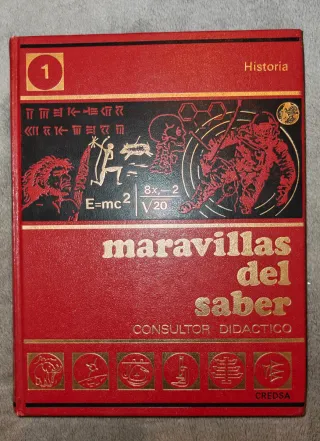 1
Historia
E=mc²
8x,-2
√20
maravillas
del
saber
CONSULTOR DIDACTICO
CREDSA